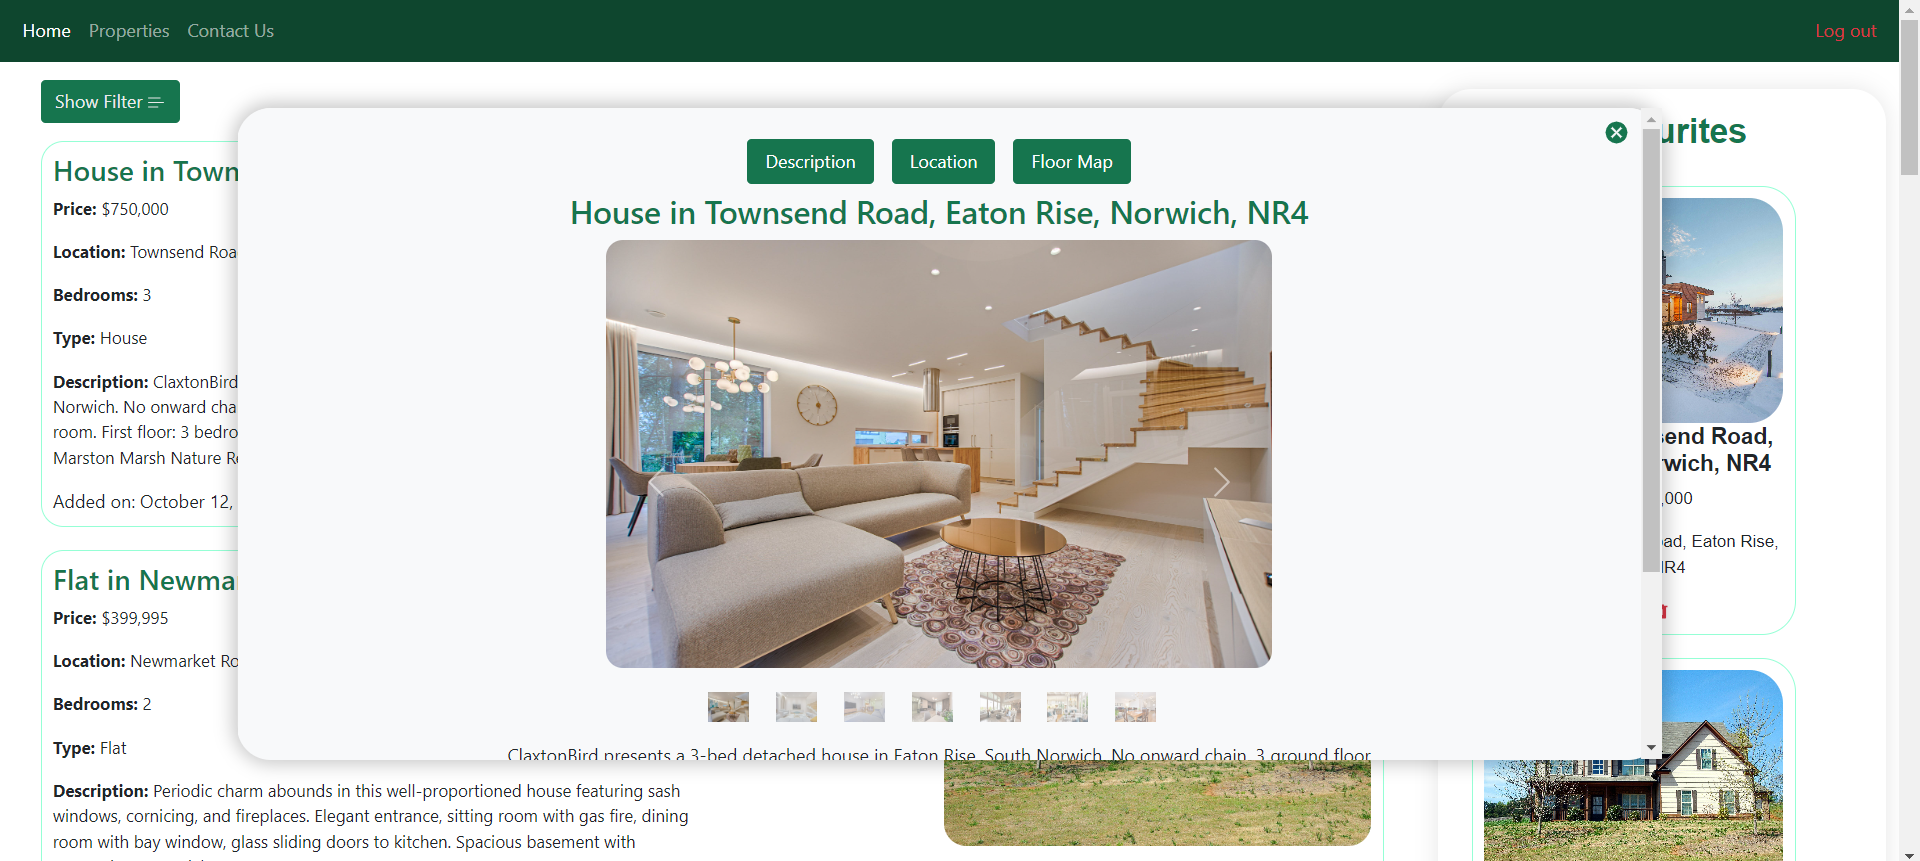 Home Properties Contact Us Log out
Show Filter
House in Town
Price: $750,000
Location: Townsend Roa
Bedrooms: 3
Type: House
Description: ClaxtonBird
Norwich. No onward cha
room. First floor: 3 bedro
Marston Marsh Nature Re
Added on: October 12,
Flat in Newma
Price: $399,995
Location: Newmarket Ro
Bedrooms: 2
Type: Flat
Description: Periodic charm abounds in this well-proportioned house featuring sash
windows, cornicing, and fireplaces. Elegant entrance, sitting room with gas fire, dining
room with bay window, glass sliding doors to kitchen. Spacious basement with
Description Location Floor Map
House in Townsend Road, Eaton Rise, Norwich, NR4
ClaxtonBird presents a 3-bed detached house in Eaton Rise, South Norwich. No onward chain. 3 ground floor
urites
send Road,
rwich, NR4
,000
oad, Eaton Rise,
NR4